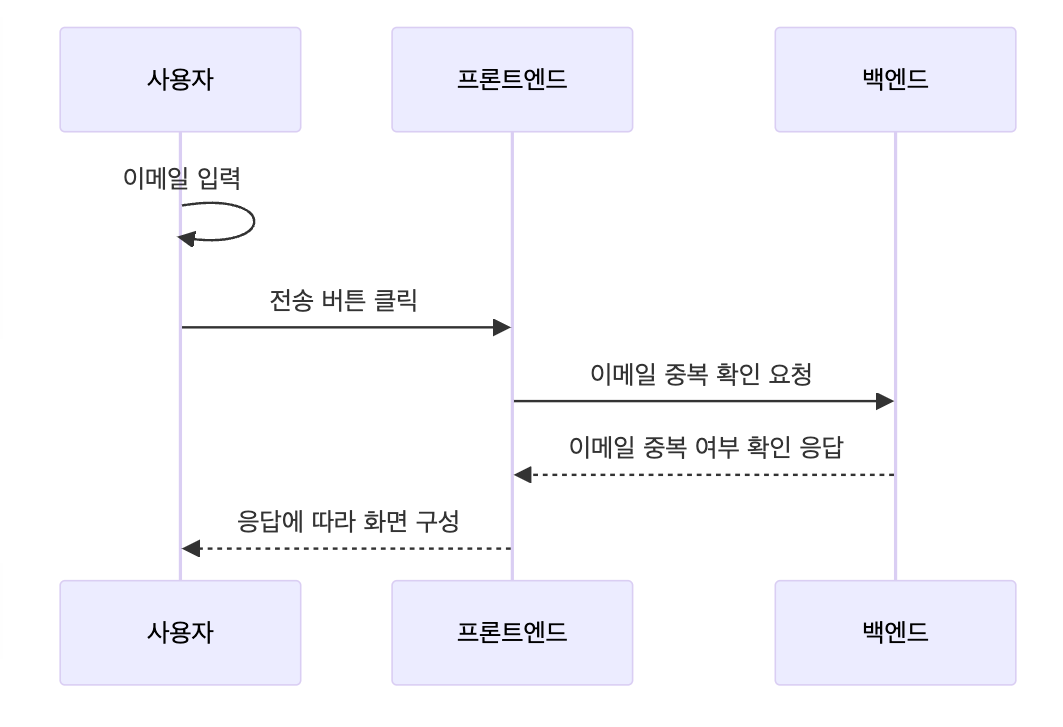 사용자
프론트엔드
백엔드
이메일 입력
전송 버튼 클릭
이메일 중복 확인 요청
이메일 중복 여부 확인 응답
응답에 따라 화면 구성
사용자
프론트엔드
백엔드